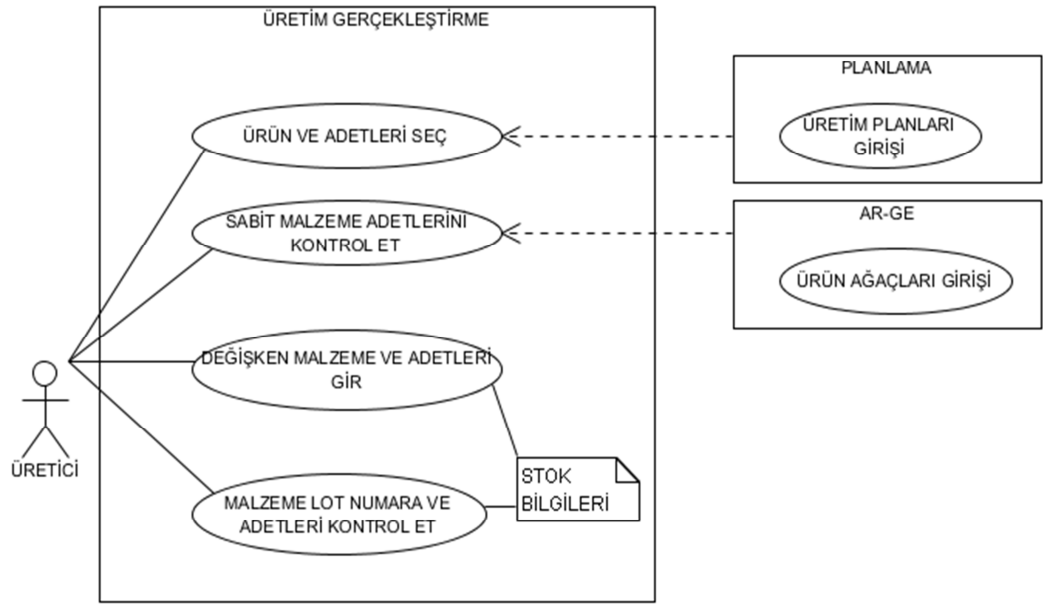 ÜRETİM GERÇEKLEŞTİRME
ÜRÜN VE ADETLERİ SEÇ
SABİT MALZEME ADETLERİNİ
KONTROL ET
DEĞİŞKEN MALZEME VE ADETLERİ
GİR
MALZEME LOT NUMARA VE
ADETLERİ KONTROL ET
STOK
BİLGİLERİ
ÜRETİCİ
PLANLAMA
ÜRETİM PLANLARI
GİRİŞİ
AR-GE
ÜRÜN AĞAÇLARI GİRİŞİ